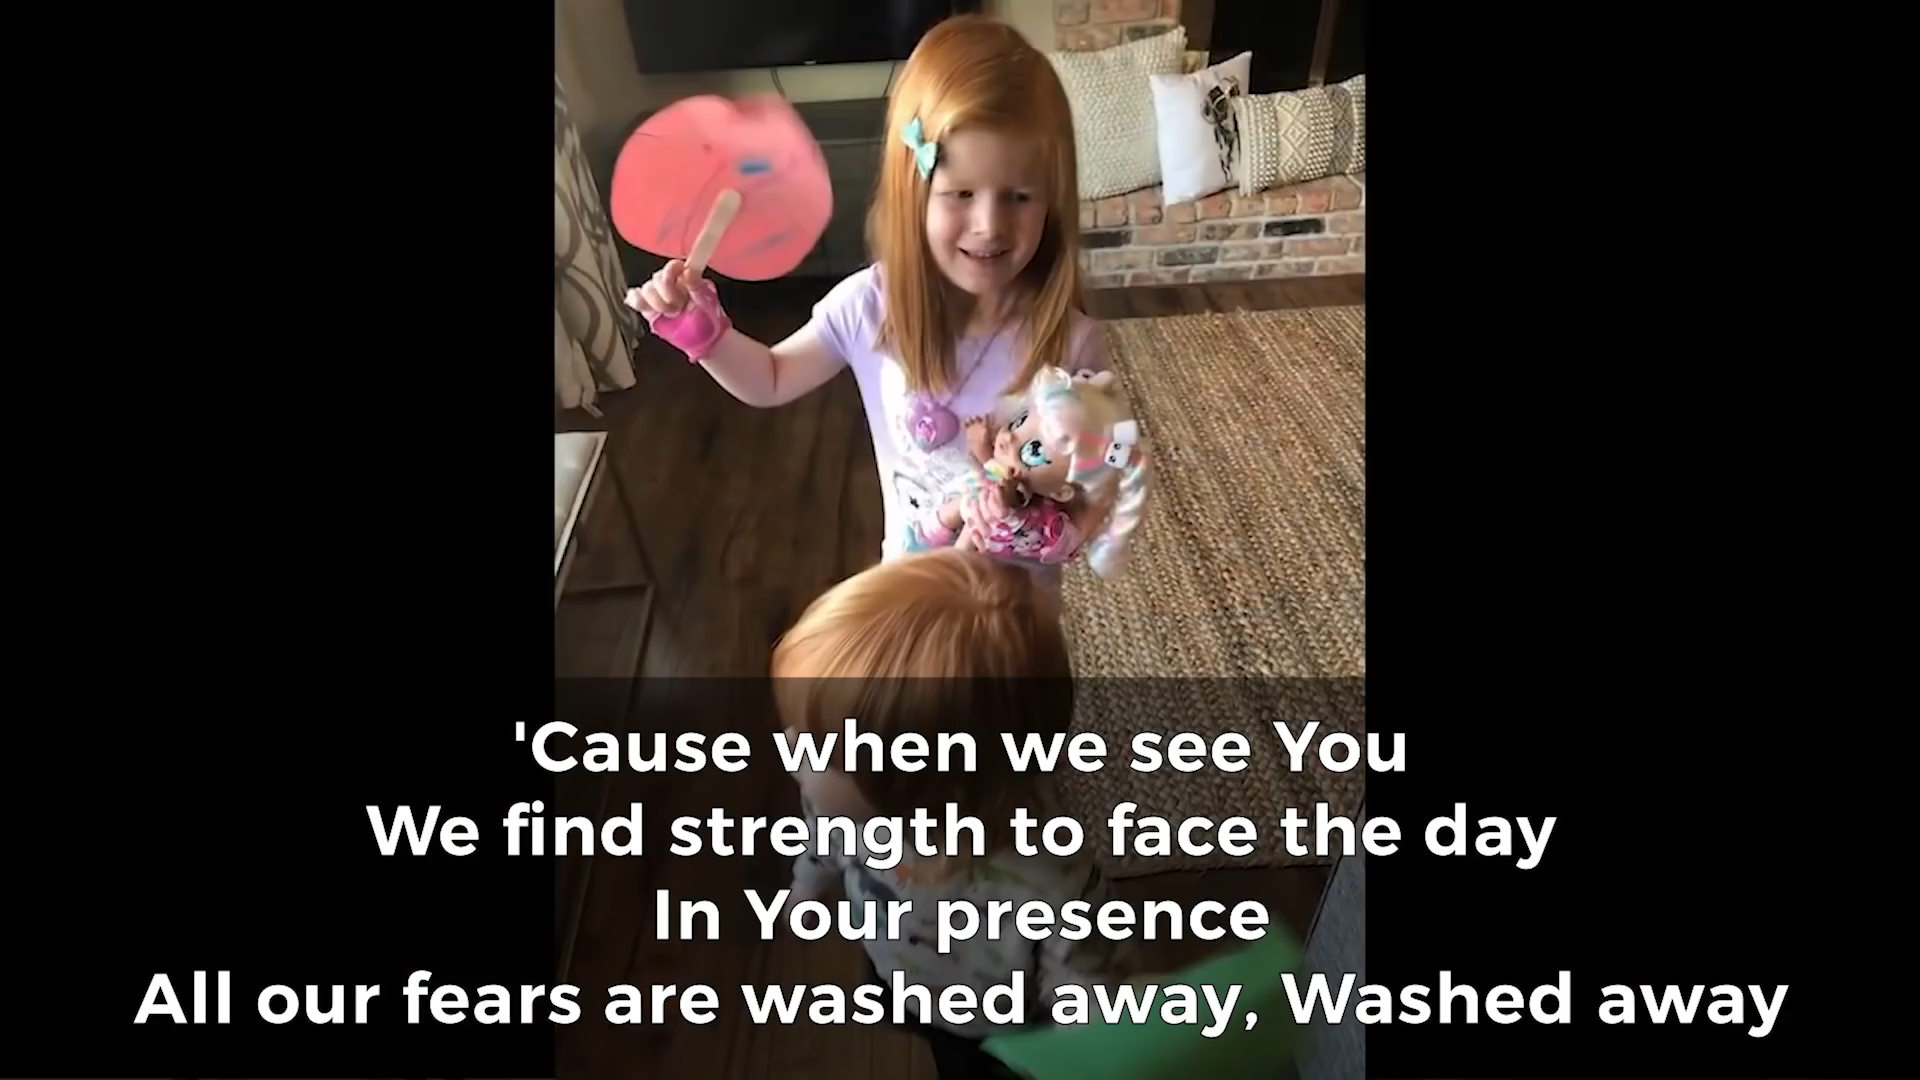 'Cause when we see You
We find strength to face the day
In Your presence
All our fears are washed away, Washed away